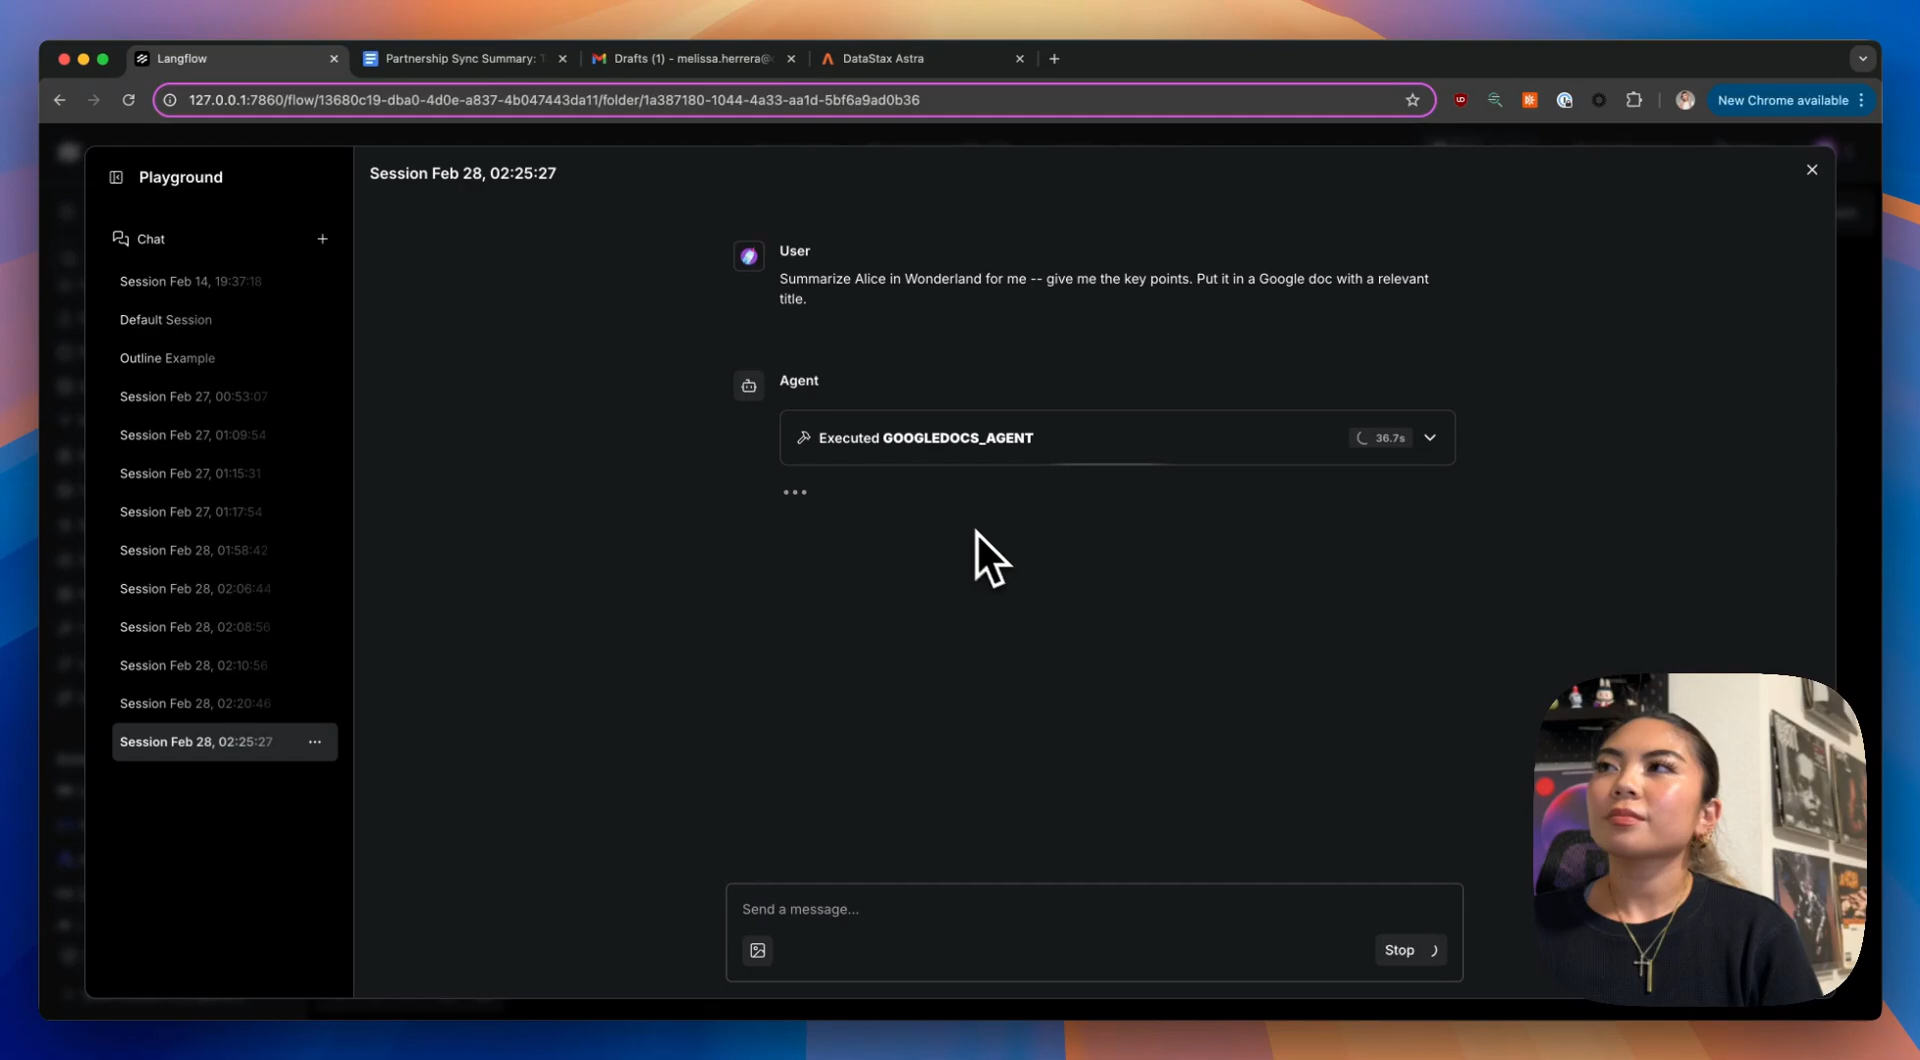 Langflow
Partnership Sync Summary:
Drafts (1) - melissa.herrera@
DataStax Astra
127.0.0.1:7860/flow/13680c19-dba0-4d0e-a837-4b047443da11/folder/1a387180-1044-4a33-aa1d-5bf6a9ad0b36
New Chrome available
Playground
Session Feb 28, 02:25:27
Chat
Session Feb 14, 19:37:18
Default Session
Outline Example
Session Feb 27, 00:53:07
Session Feb 27, 01:09:54
Session Feb 27, 01:15:31
Session Feb 27, 01:17:54
Session Feb 28, 01:58:42
Session Feb 28, 02:06:44
Session Feb 28, 02:08:56
Session Feb 28, 02:10:56
Session Feb 28, 02:20:46
Session Feb 28, 02:25:27
User
Summarize Alice in Wonderland for me -- give me the key points. Put it in a Google doc with a relevant
title.
Agent
Executed GOOGLEDOCS_AGENT
36.7s
Send a message...
Stop